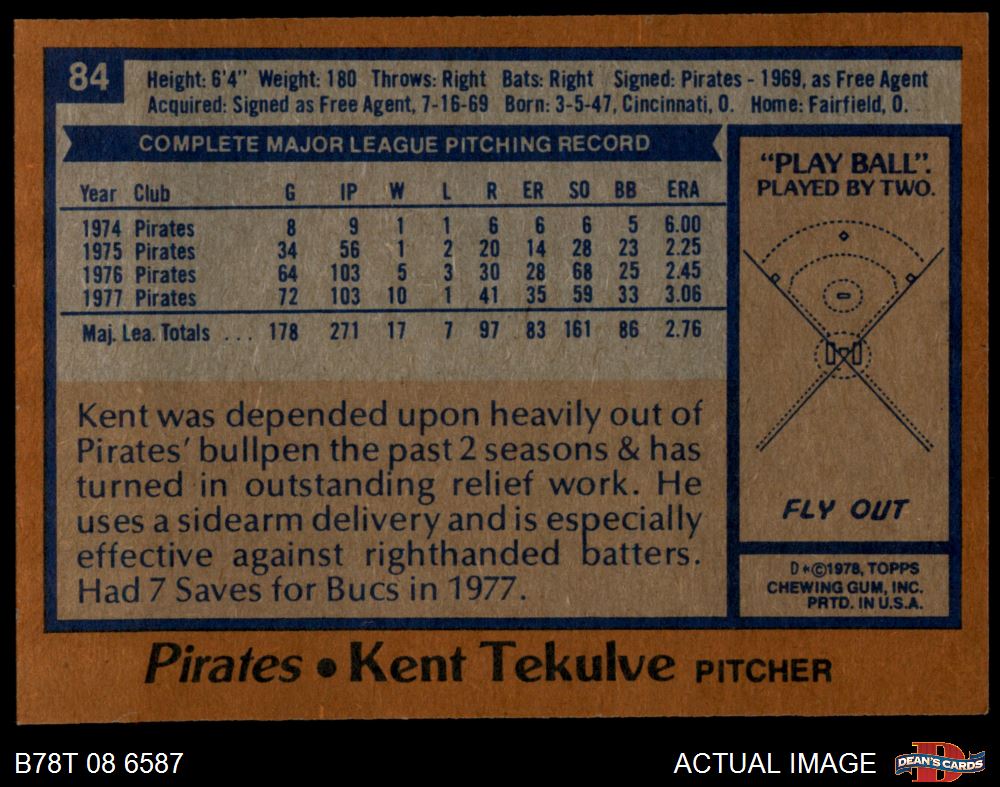 84
Height: 6'4" Weight: 180 Throws: Right Bats: Right Signed: Pirates - 1969, as Free Agent
Acquired: Signed as Free Agent, 7-16-69 Born: 3-5-47, Cincinnati, O. Home: Fairfield, O.
COMPLETE MAJOR LEAGUE PITCHING RECORD
Year Club G IP W L R ER SO BB ERA
1974 Pirates 8 9 1 1 6 6 6 5 6.00
1975 Pirates 34 56 1 2 20 14 28 23 2.25
1976 Pirates 64 103 5 3 30 28 68 25 2.45
1977 Pirates 72 103 10 1 41 35 59 33 3.06
Maj. Lea. Totals ... 178 271 17 7 97 83 161 86 2.76
Kent was depended upon heavily out of
Pirates' bullpen the past 2 seasons & has
turned in outstanding relief work. He
uses a sidearm delivery and is especially
effective against righthanded batters.
Had 7 Saves for Bucs in 1977.
"PLAY BALL".
PLAYED BY TWO.
FLY OUT
D*©1978, TOPPS
CHEWING GUM, INC.
PRTD. IN U.S.A.
Pirates • Kent Tekulve PITCHER
B78T 08 6587
ACTUAL IMAGE
DEAN'S CARDS